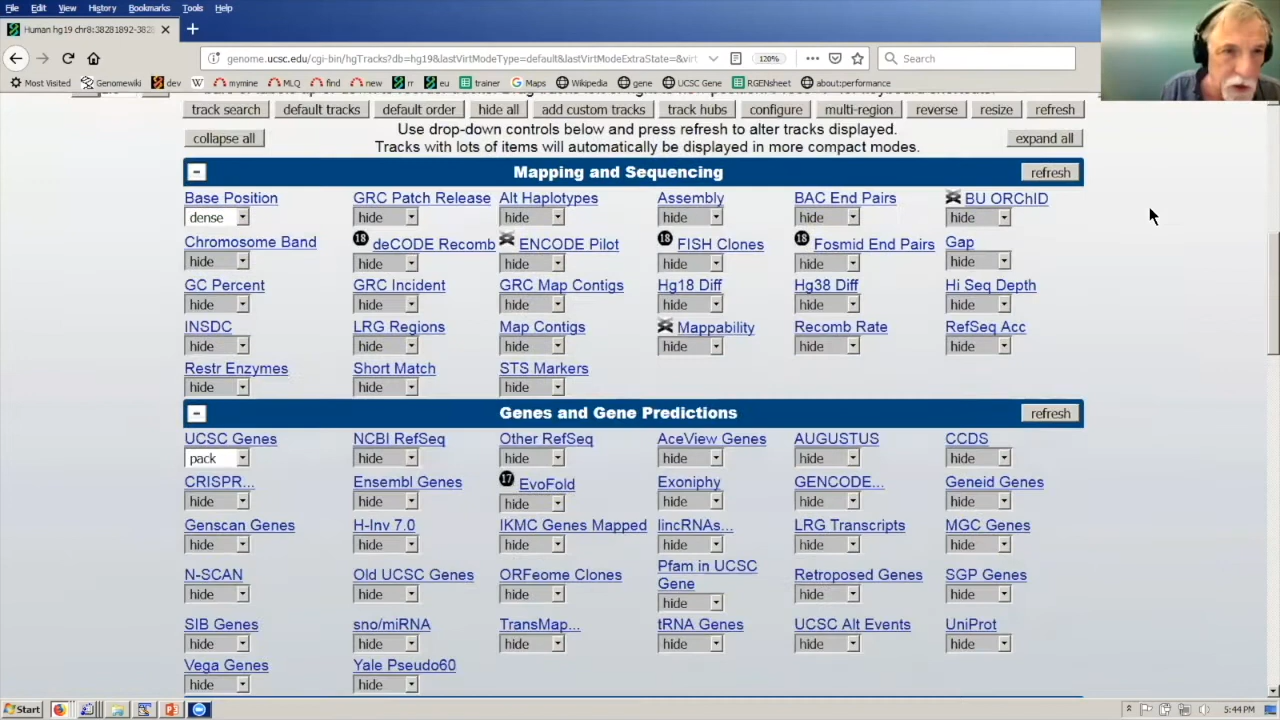 File Edit View History Bookmarks Tools Help
Human hg19 chr8:38281892-382
genome.ucsc.edu/cgi-bin/hgTracks?db=hg19&lastVirtModeType=default&lastVirtModeExtraState=&virt 120% Search
Most Visited Genomewiki dev mymine MLQ find new rr eu trainer Maps Wikipedia gene UCSC Gene RGENsheet about:performance
track search default tracks default order hide all add custom tracks track hubs configure multi-region reverse resize refresh
collapse all Use drop-down controls below and press refresh to alter tracks displayed. expand all
Tracks with lots of items will automatically be displayed in more compact modes.
- Mapping and Sequencing refresh
Base Position GRC Patch Release Alt Haplotypes Assembly BAC End Pairs BU ORChID
dense hide hide hide hide hide
Chromosome Band 18 deCODE Recomb ENCODE Pilot 18 FISH Clones 18 Fosmid End Pairs Gap
hide hide hide hide hide hide
GC Percent GRC Incident GRC Map Contigs Hg18 Diff Hg38 Diff Hi Seq Depth
hide hide hide hide hide hide
INSDC LRG Regions Map Contigs Mappability Recomb Rate RefSeq Acc
hide hide hide hide hide hide
Restr Enzymes Short Match STS Markers
hide hide hide
- Genes and Gene Predictions refresh
UCSC Genes NCBI RefSeq Other RefSeq AceView Genes AUGUSTUS CCDS
pack hide hide hide hide hide
CRISPR... Ensembl Genes 17 EvoFold Exoniphy GENCODE... Geneid Genes
hide hide hide hide hide hide
Genscan Genes H-Inv 7.0 IKMC Genes Mapped lincRNAs... LRG Transcripts MGC Genes
hide hide hide hide hide hide
N-SCAN Old UCSC Genes ORFeome Clones Pfam in UCSC Gene Retroposed Genes SGP Genes
hide hide hide hide hide hide
SIB Genes sno/miRNA TransMap... tRNA Genes UCSC Alt Events UniProt
hide hide hide hide hide hide
Vega Genes Yale Pseudo60
hide hide
Start 5:44 PM